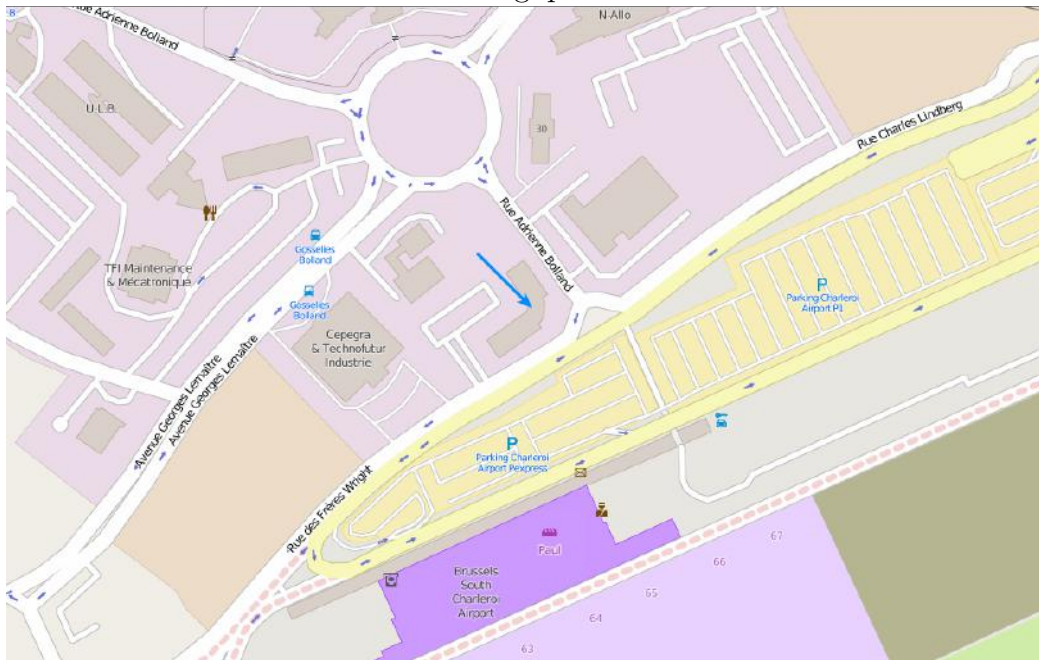 Rue Adrienne Bolland
N-Allo
U.L.B.
30
Rue Charles Lindberg
Rue Adrienne Bolland
Gosselies
Bolland
TFI Maintenance
& Mécatronique
Gosselies
Bolland
P
Parking Charleroi
Airport P1
Cepegra
& Technofutur
Industrie
Avenue Georges Lemaître
Avenue Georges Lemaître
P
Parking Charleroi
Airport Pexpress
Rue des Frères Wright
Paul
Brussels
South
Charleroi
Airport
67
66
65
64
63